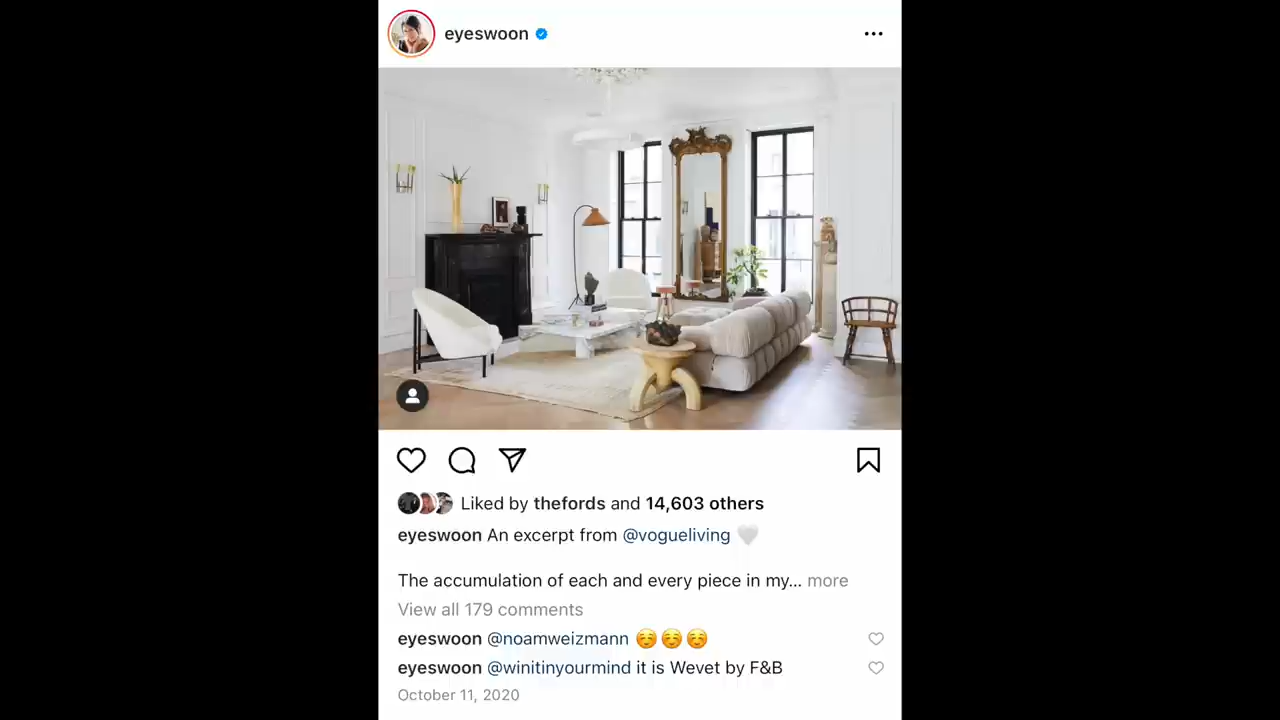 eyeswoon
Liked by thefords and 14,603 others
eyeswoon An excerpt from @vogueliving 🤍
The accumulation of each and every piece in my... more
View all 179 comments
eyeswoon @noamweizmann ☺️☺️☺️
eyeswoon @winitinyourmind it is Wevet by F&B
October 11, 2020